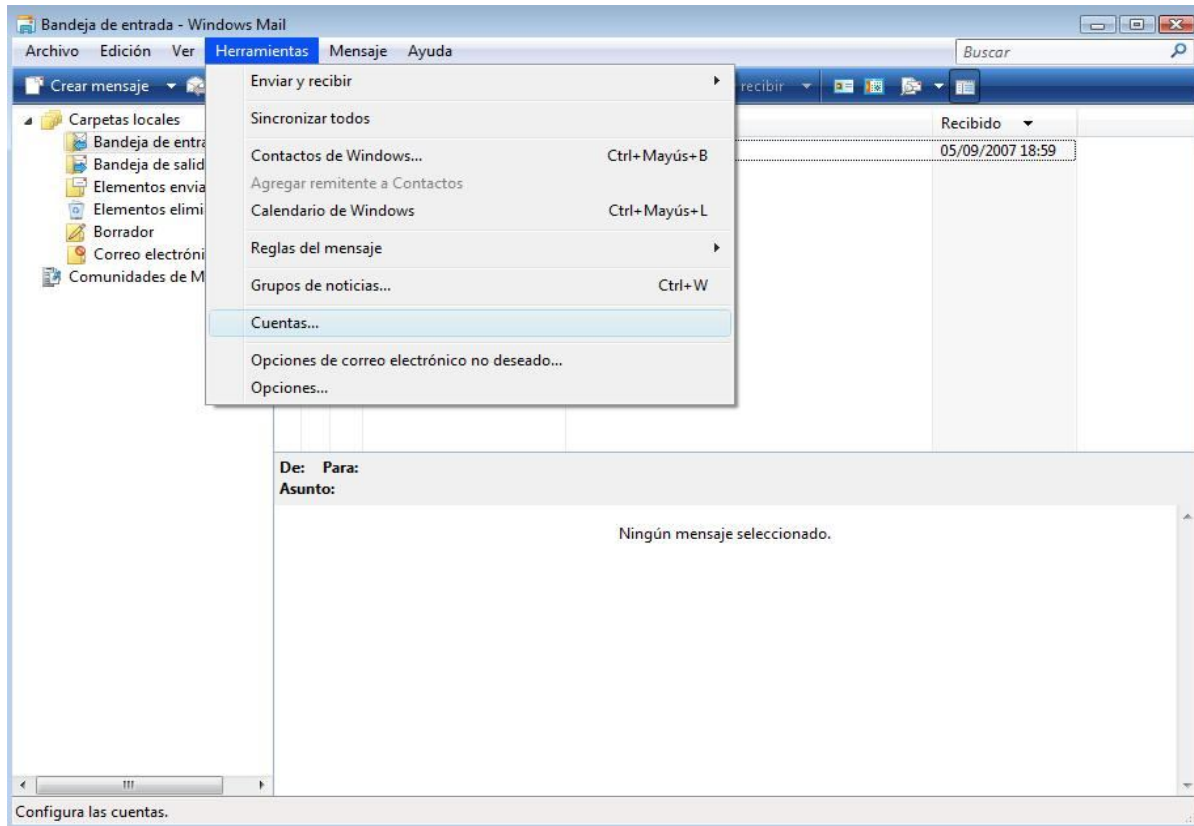 Bandeja de entrada - Windows Mail
Archivo Edición Ver Herramientas Mensaje Ayuda
Buscar
Crear mensaje recibir
Carpetas locales
Bandeja de entra
Bandeja de salid
Elementos envia
Elementos elimi
Borrador
Correo electróni
Comunidades de M
Enviar y recibir
Sincronizar todos
Contactos de Windows... Ctrl+Mayús+B
Agregar remitente a Contactos
Calendario de Windows Ctrl+Mayús+L
Reglas del mensaje
Grupos de noticias... Ctrl+W
Cuentas...
Opciones de correo electrónico no deseado...
Opciones...
Recibido
05/09/2007 18:59
De: Para:
Asunto:
Ningún mensaje seleccionado.
Configura las cuentas.